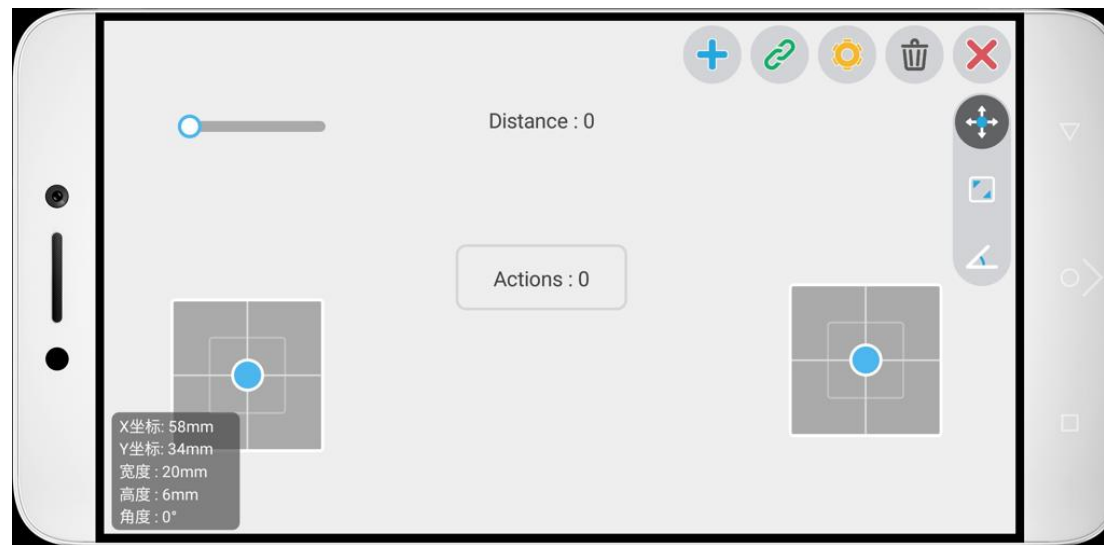 Distance : 0
Actions : 0
X坐标: 58mm
Y坐标: 34mm
宽度 : 20mm
高度 : 6mm
角度 : 0°